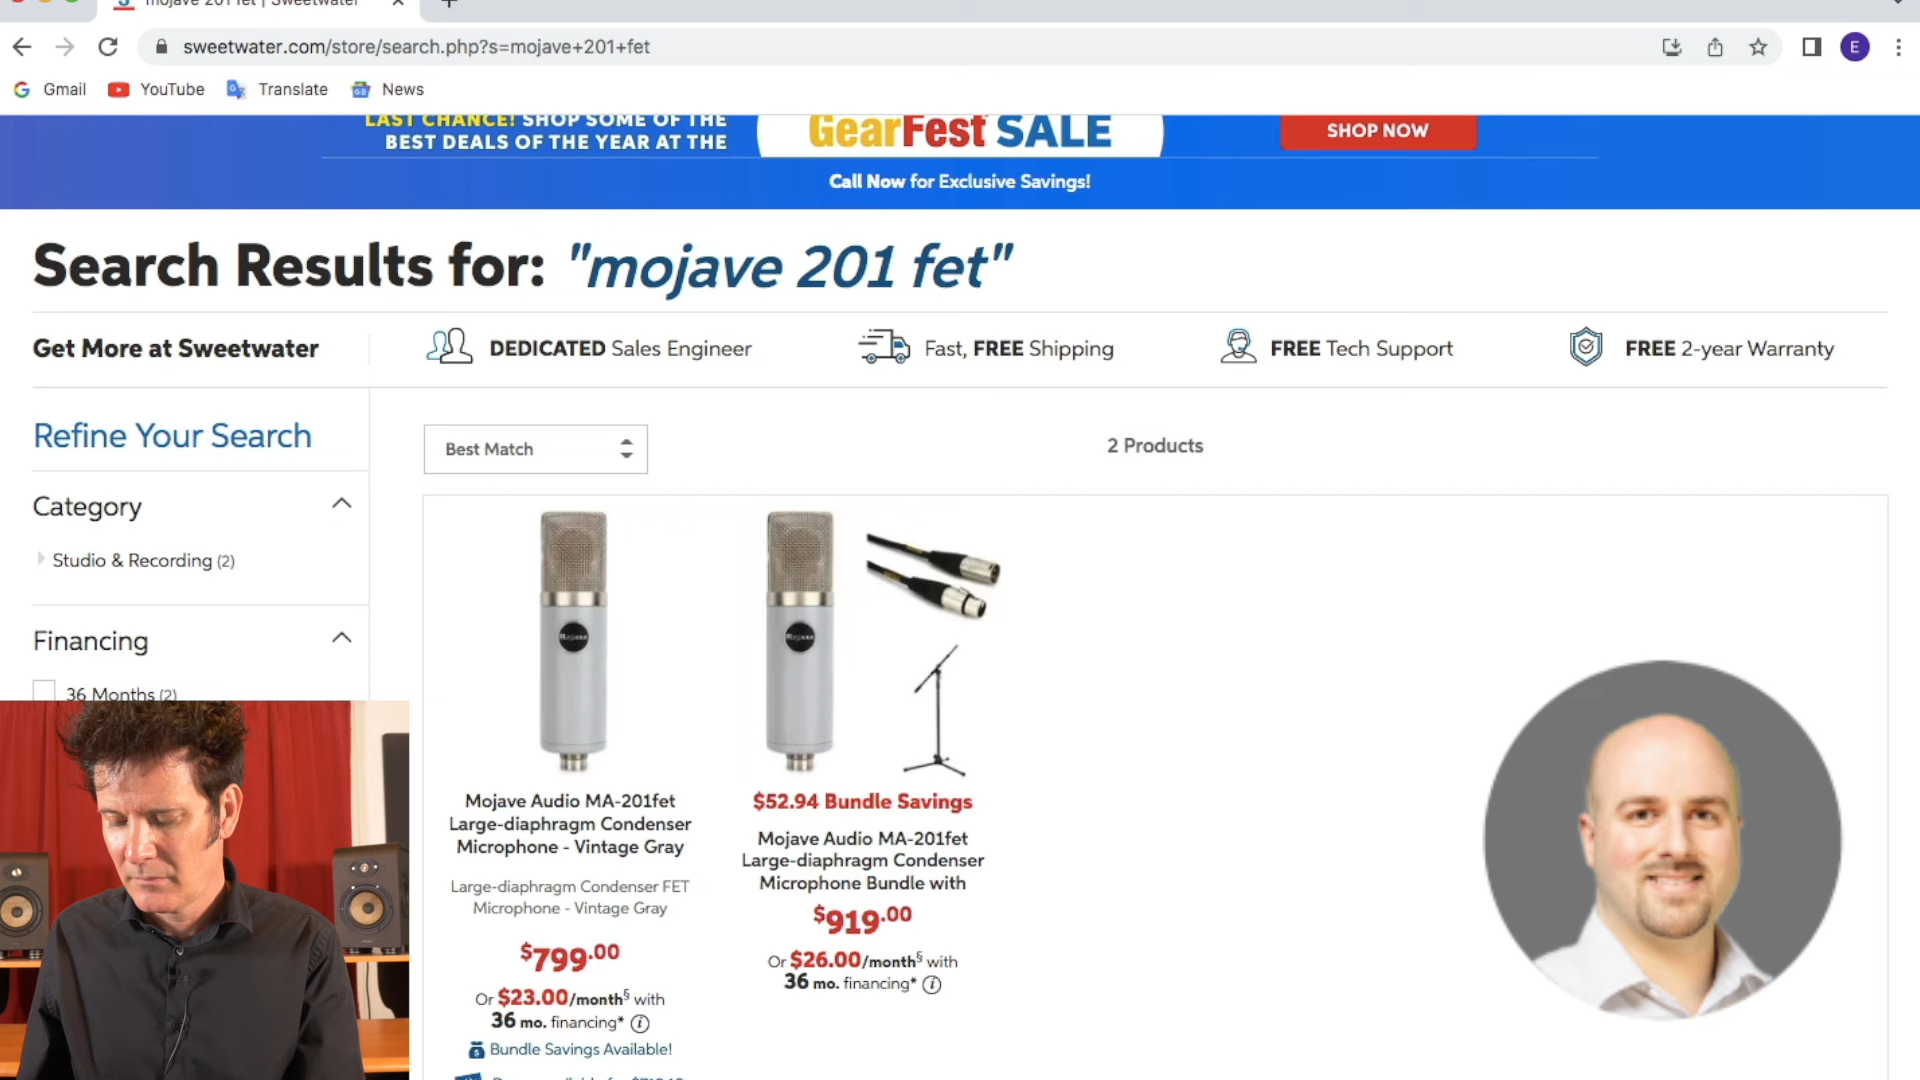 mojave 201 fet | Sweetwater
sweetwater.com/store/search.php?s=mojave+201+fet
E
Gmail
YouTube
Translate
News
LAST CHANCE! SHOP SOME OF THE
BEST DEALS OF THE YEAR AT THE
GearFest SALE
SHOP NOW
Call Now for Exclusive Savings!
Search Results for: "mojave 201 fet"
Get More at Sweetwater
DEDICATED Sales Engineer
Fast, FREE Shipping
FREE Tech Support
FREE 2-year Warranty
Refine Your Search
Best Match
2 Products
Category
Studio & Recording (2)
Financing
36 Months (2)
Mojave Audio MA-201fet
Large-diaphragm Condenser
Microphone - Vintage Gray
Large-diaphragm Condenser FET
Microphone - Vintage Gray
$799.00
Or $23.00/month§ with
36 mo. financing*
Bundle Savings Available!
$52.94 Bundle Savings
Mojave Audio MA-201fet
Large-diaphragm Condenser
Microphone Bundle with
$919.00
Or $26.00/month§ with
36 mo. financing*